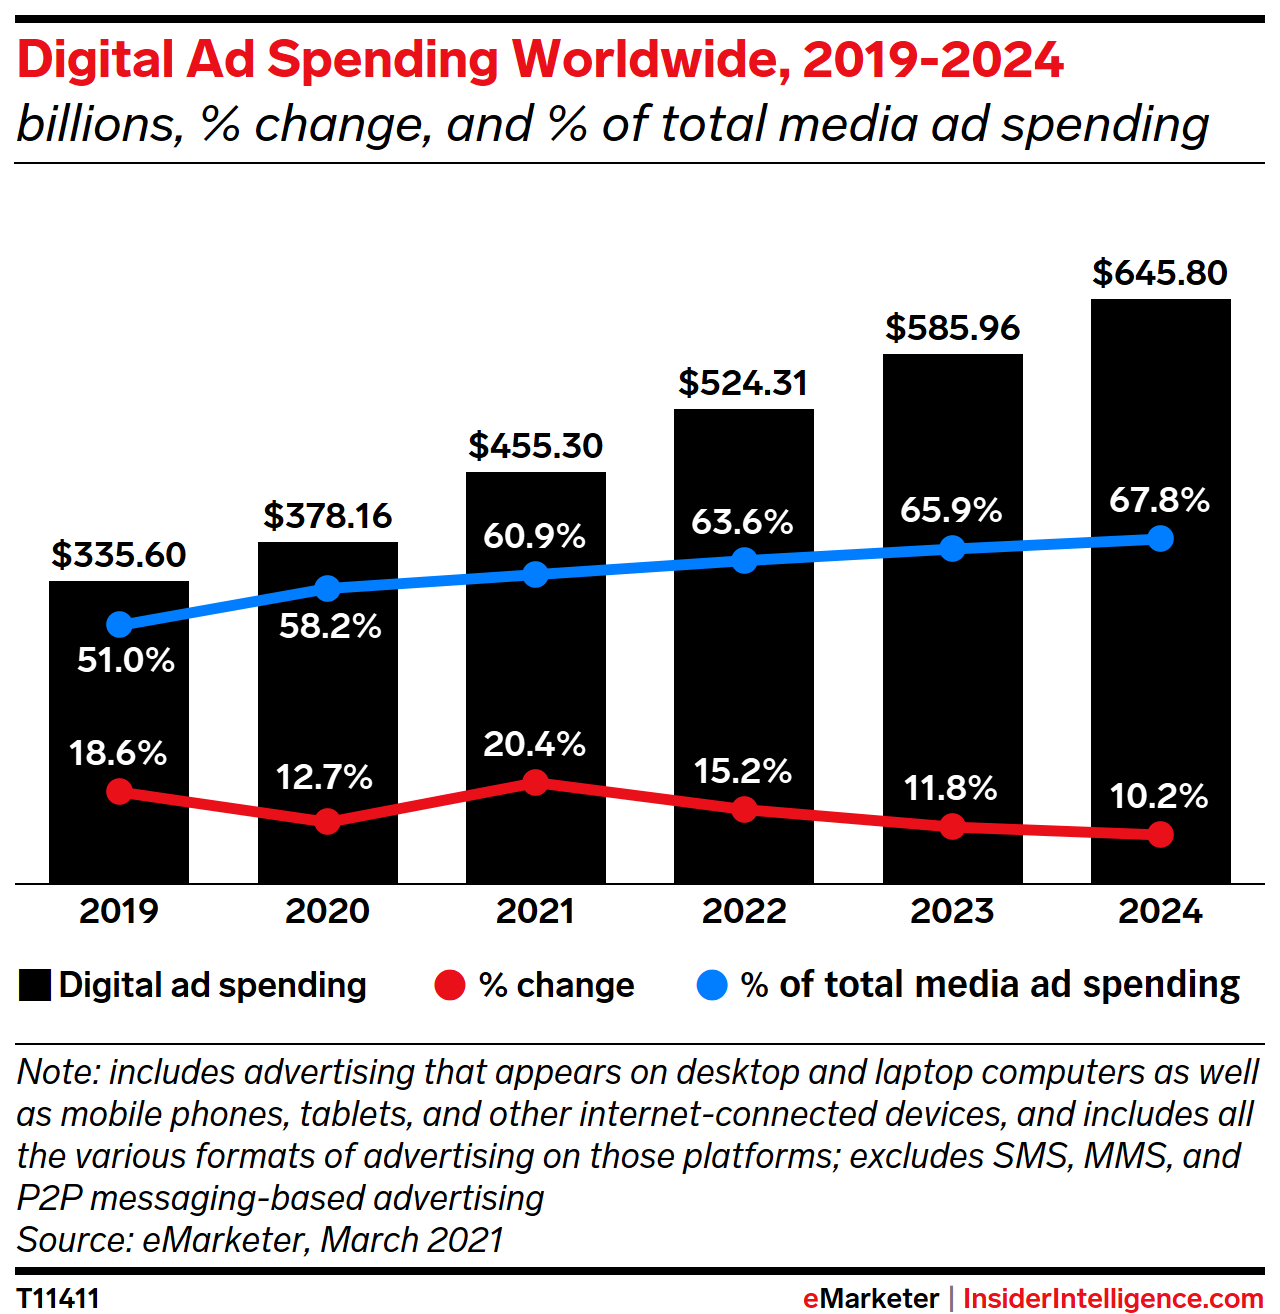 Digital Ad Spending Worldwide, 2019-2024
billions, % change, and % of total media ad spending
$335.60
$378.16
$455.30
$524.31
$585.96
$645.80
51.0%
58.2%
60.9%
63.6%
65.9%
67.8%
18.6%
12.7%
20.4%
15.2%
11.8%
10.2%
2019 2020 2021 2022 2023 2024
Digital ad spending % change % of total media ad spending
Note: includes advertising that appears on desktop and laptop computers as well
as mobile phones, tablets, and other internet-connected devices, and includes all
the various formats of advertising on those platforms; excludes SMS, MMS, and
P2P messaging-based advertising
Source: eMarketer, March 2021
T11411 eMarketer | InsiderIntelligence.com